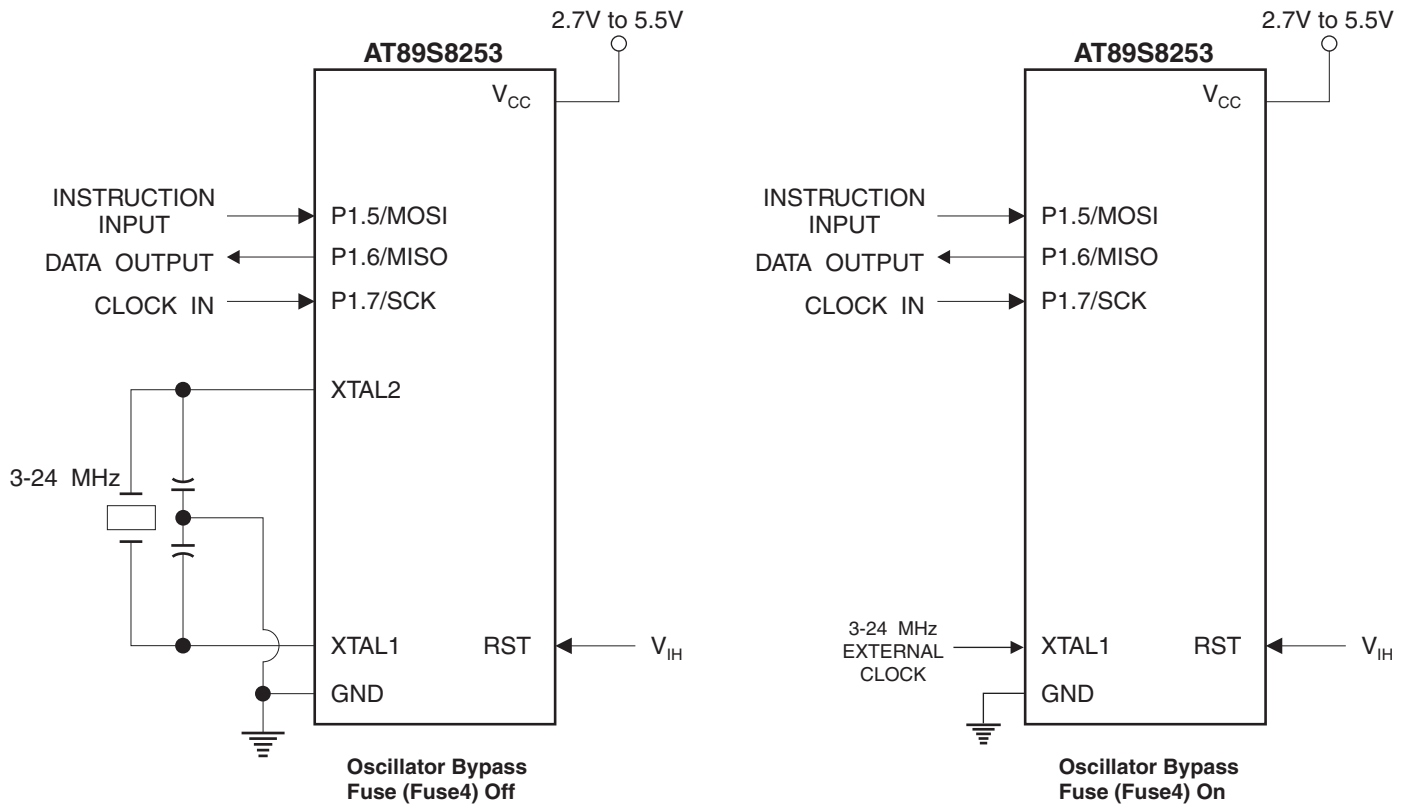 2.7V to 5.5V
AT89S8253
VCC
INSTRUCTION
INPUT
P1.5/MOSI
DATA OUTPUT
P1.6/MISO
CLOCK IN
P1.7/SCK
XTAL2
3-24 MHz
XTAL1
RST
VIH
GND
Oscillator Bypass
Fuse (Fuse4) Off
2.7V to 5.5V
AT89S8253
VCC
INSTRUCTION
INPUT
P1.5/MOSI
DATA OUTPUT
P1.6/MISO
CLOCK IN
P1.7/SCK
3-24 MHz
EXTERNAL
CLOCK
XTAL1
RST
VIH
GND
Oscillator Bypass
Fuse (Fuse4) On